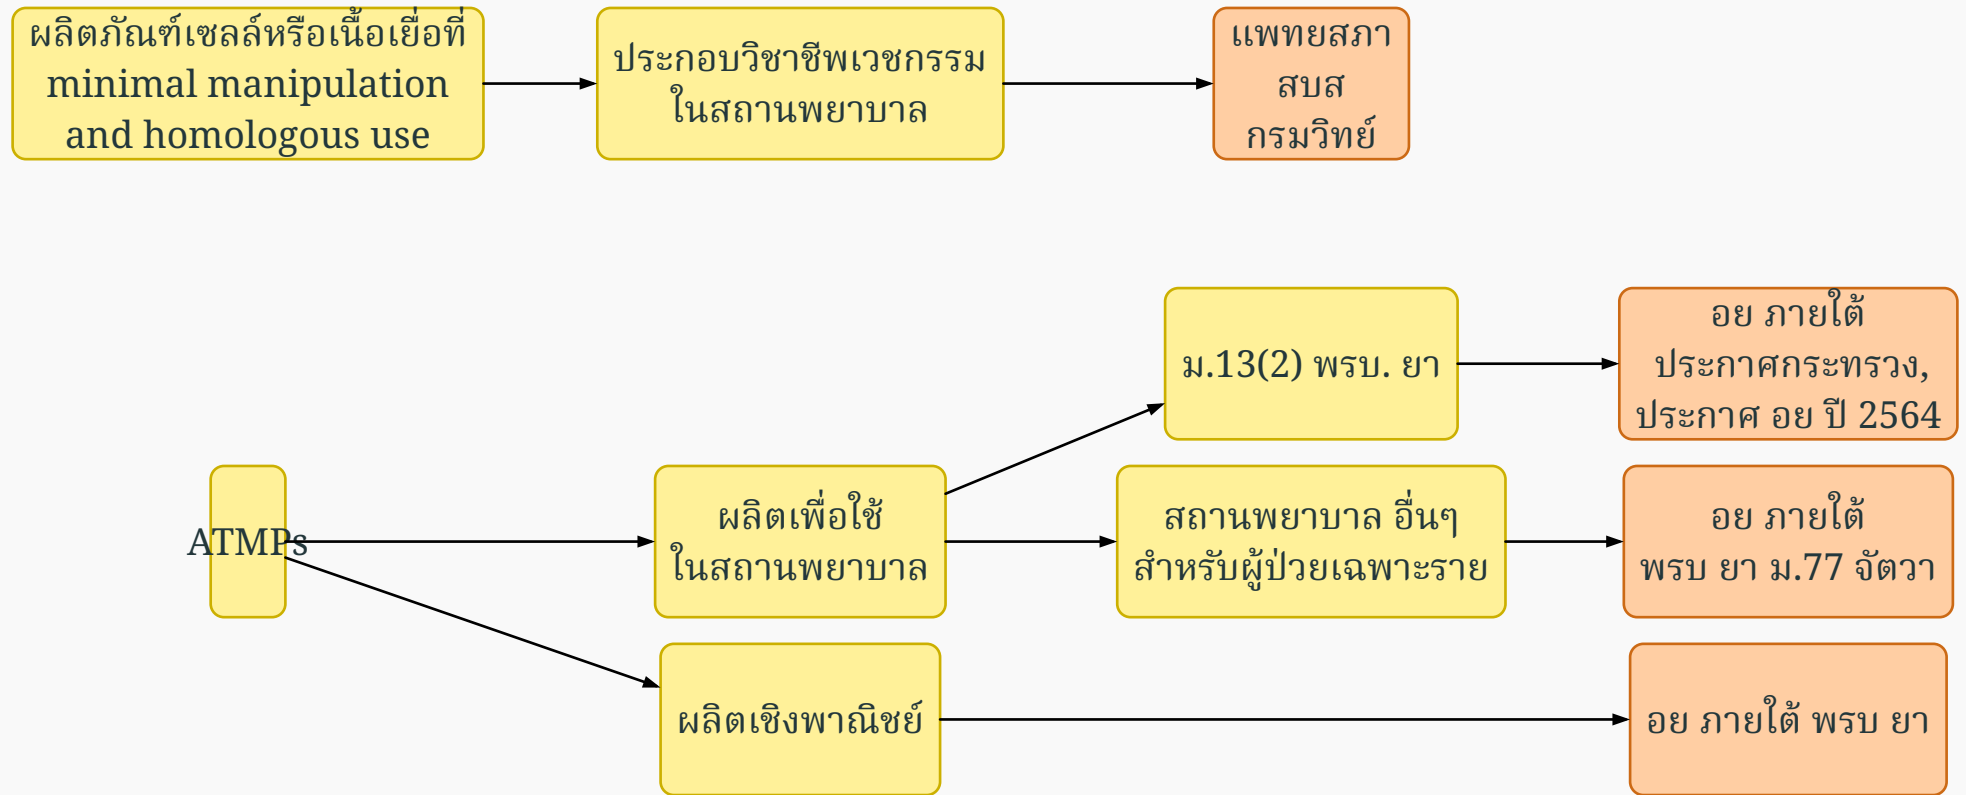 ผลิตภัณฑ์เซลล์หรือเนื้อเยื่อที่
minimal manipulation
and homologous use
ประกอบวิชาชีพเวชกรรม
ในสถานพยาบาล
แพทยสภา
สบส
กรมวิทย์
ATMPs
ผลิตเพื่อใช้
ในสถานพยาบาล
ม.13(2) พรบ. ยา
อย ภายใต้
ประกาศกระทรวง,
ประกาศ อย ปี 2564
สถานพยาบาล อื่นๆ
สำหรับผู้ป่วยเฉพาะราย
อย ภายใต้
พรบ ยา ม.77 จัตวา
ผลิตเชิงพาณิชย์
อย ภายใต้ พรบ ยา